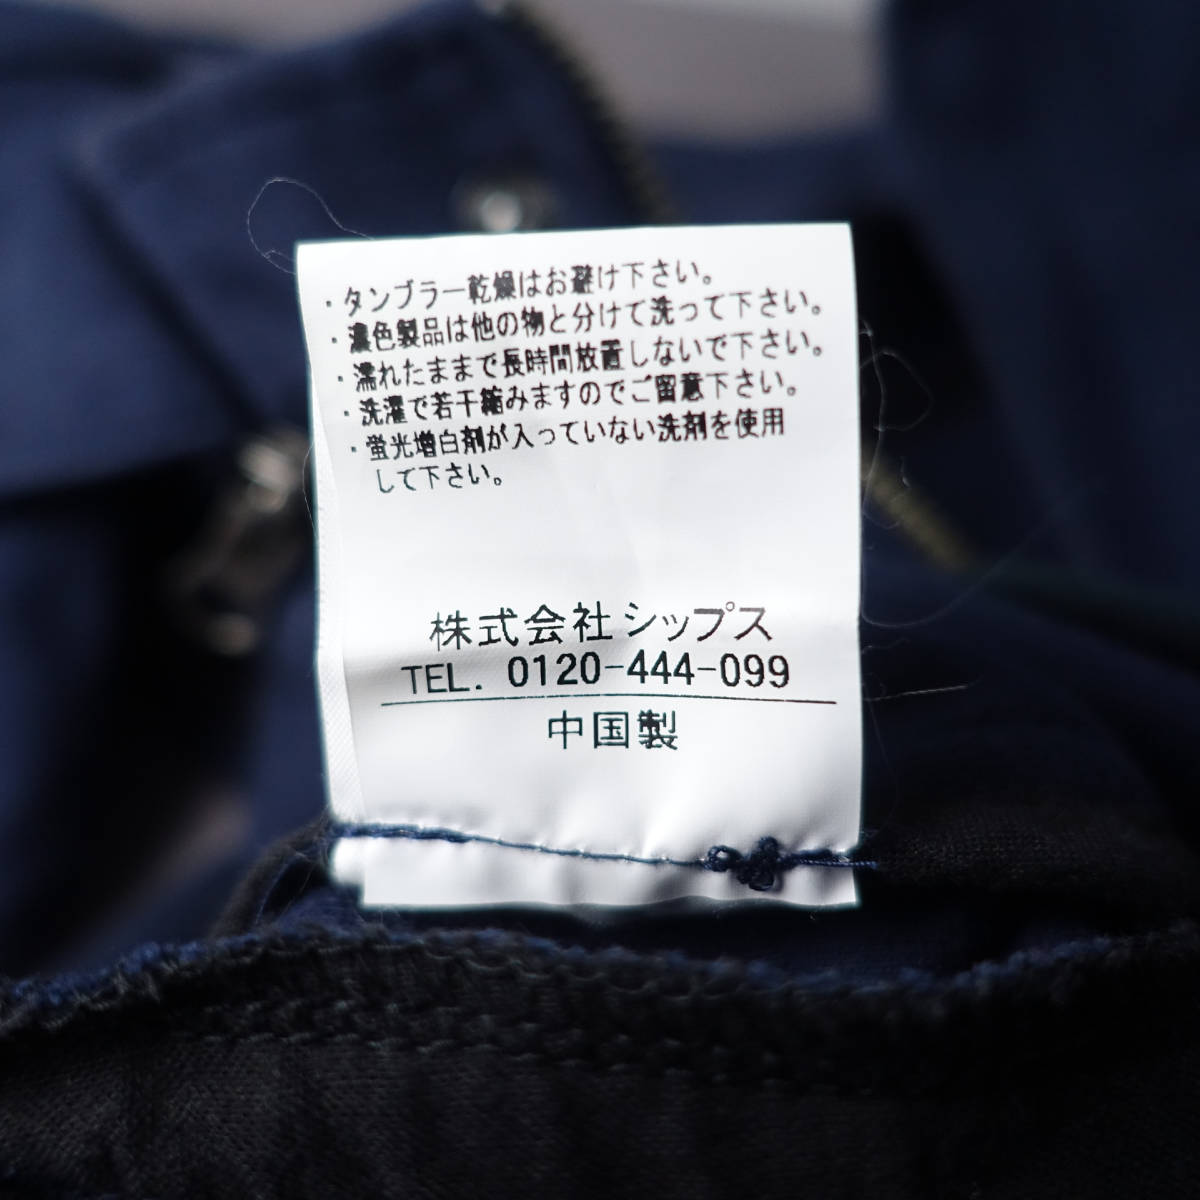 ・タンブラー乾燥はお避け下さい。
・濃色製品は他の物と分けて洗って下さい。
・濡れたままで長時間放置しないで下さい。
・洗濯で若干縮みますのでご留意下さい。
・蛍光増白剤が入っていない洗剤を使用
して下さい。
株式会社シップス
TEL. 0120-444-099
中国製